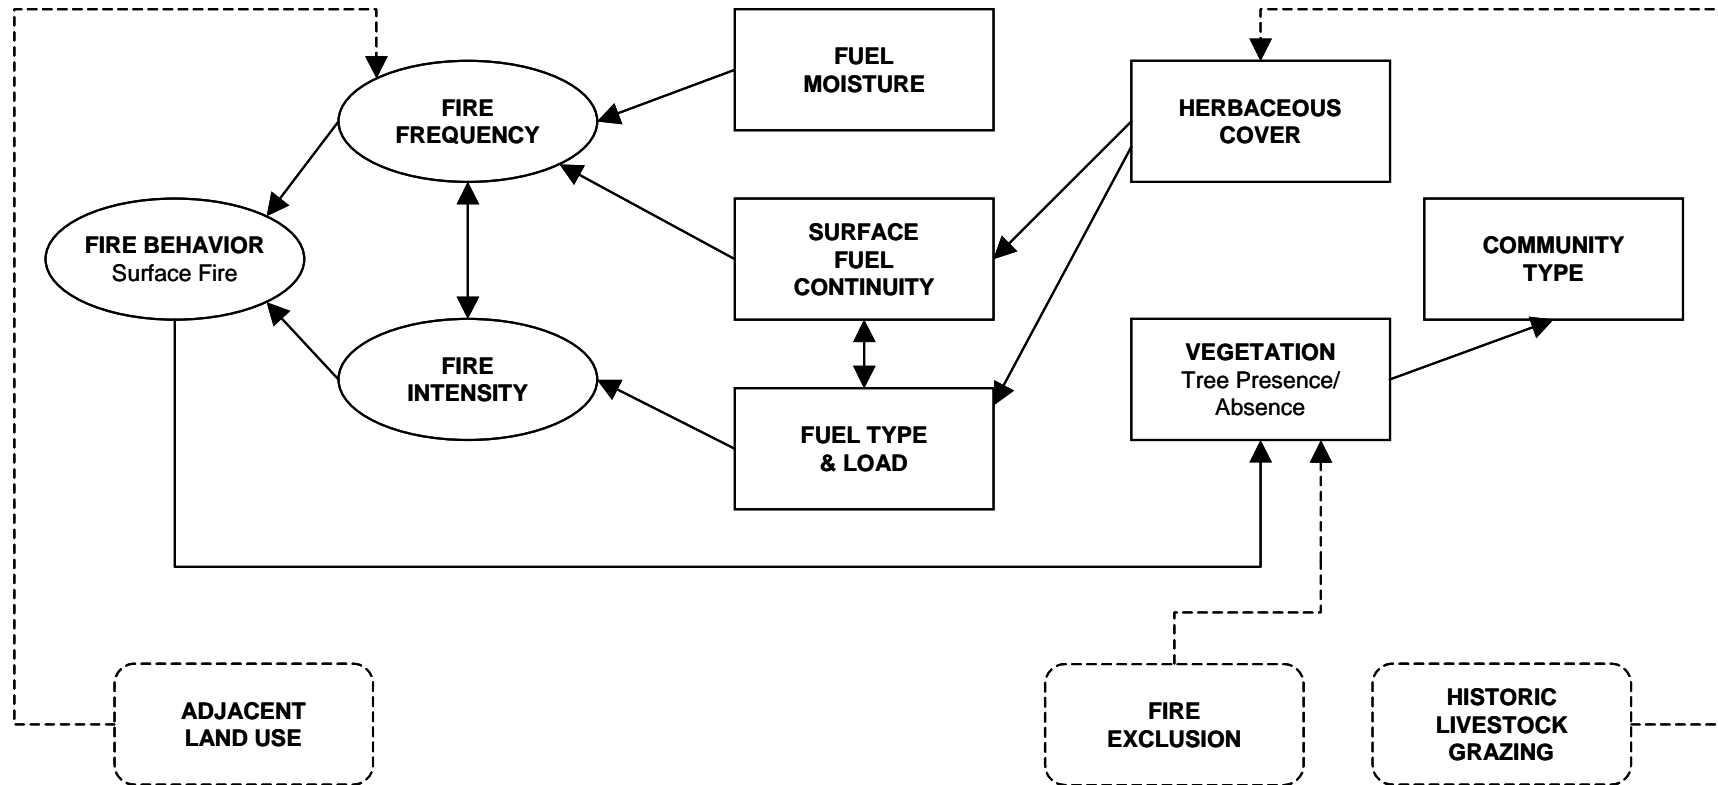 FUEL
MOISTURE
FIRE
FREQUENCY
HERBACEOUS
COVER
FIRE BEHAVIOR
Surface Fire
SURFACE
FUEL
CONTINUITY
COMMUNITY
TYPE
FIRE
INTENSITY
VEGETATION
Tree Presence/
Absence
FUEL TYPE
& LOAD
ADJACENT
LAND USE
FIRE
EXCLUSION
HISTORIC
LIVESTOCK
GRAZING